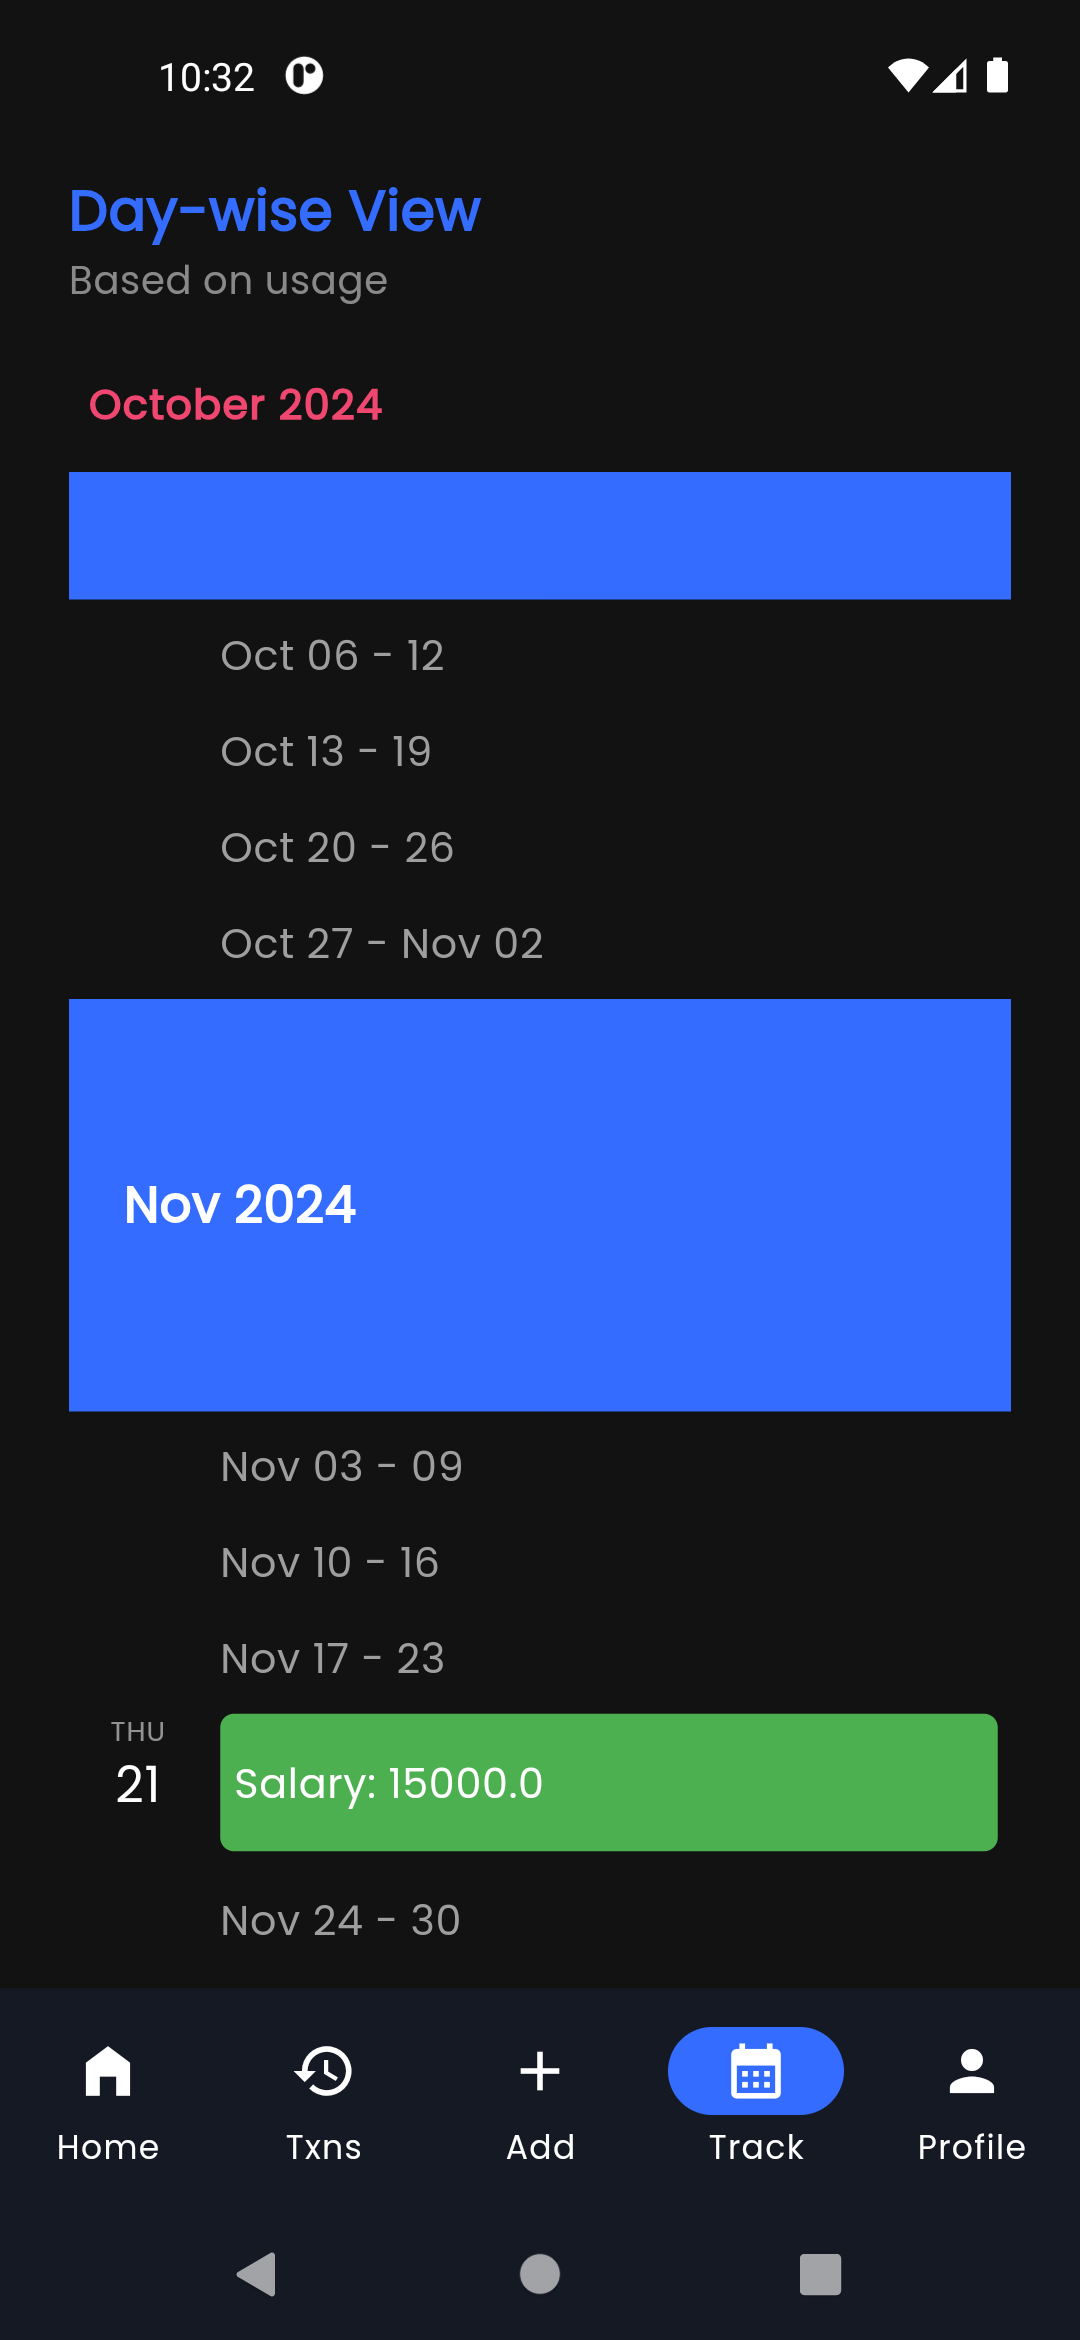 10:32
Day-wise View
Based on usage
October 2024
Oct 06 - 12
Oct 13 - 19
Oct 20 - 26
Oct 27 - Nov 02
Nov 2024
Nov 03 - 09
Nov 10 - 16
Nov 17 - 23
THU
21
Salary: 15000.0
Nov 24 - 30
Home
Txns
Add
Track
Profile